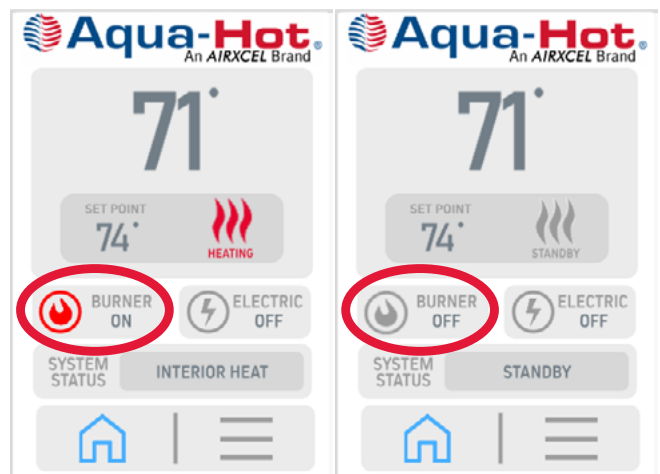 Aqua-Hot.
An AIRXCEL Brand
71°
SET POINT
74°
HEATING
BURNER
ON
ELECTRIC
OFF
SYSTEM
STATUS
INTERIOR HEAT
Aqua-Hot.
An AIRXCEL Brand
71°
SET POINT
74°
STANDBY
BURNER
OFF
ELECTRIC
OFF
SYSTEM
STATUS
STANDBY